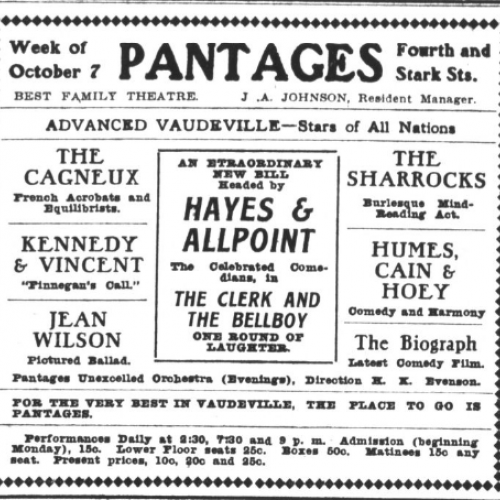 Week of
October 7
PANTAGES
Fourth and
Stark Sts.
BEST FAMILY THEATRE. J .A. JOHNSON, Resident Manager.
ADVANCED VAUDEVILLE—Stars of All Nations
THE
CAGNEUX
French Acrobats and
Equilibrists.
KENNEDY
& VINCENT
"Finnegan's Call."
JEAN
WILSON
Pictured Ballad.
AN ETRAORDINARY
NEW BILL
Headed by
HAYES &
ALLPOINT
The Celebrated Come-
dians, in
THE CLERK AND
THE BELLBOY
ONE ROUND OF
LAUGHTER.
THE
SHARROCKS
Burlesque Mind-
Reading Act.
HUMES,
CAIN &
HOEY
Comedy and Harmony
The Biograph
Latest Comedy Film.
Pantages Unexcelled Orchestra (Evenings), Direction H. K. Evenson.
FOR THE VERY BEST IN VAUDEVILLE, THE PLACE TO GO IS
PANTAGES.
Performances Daily at 2:30, 7:30 and 9 p. m. Admission (beginning
Monday), 15c. Lower Floor seats 25c. Boxes 50c. Matinees 15c any
seat. Present prices, 10c, 20c and 25c.